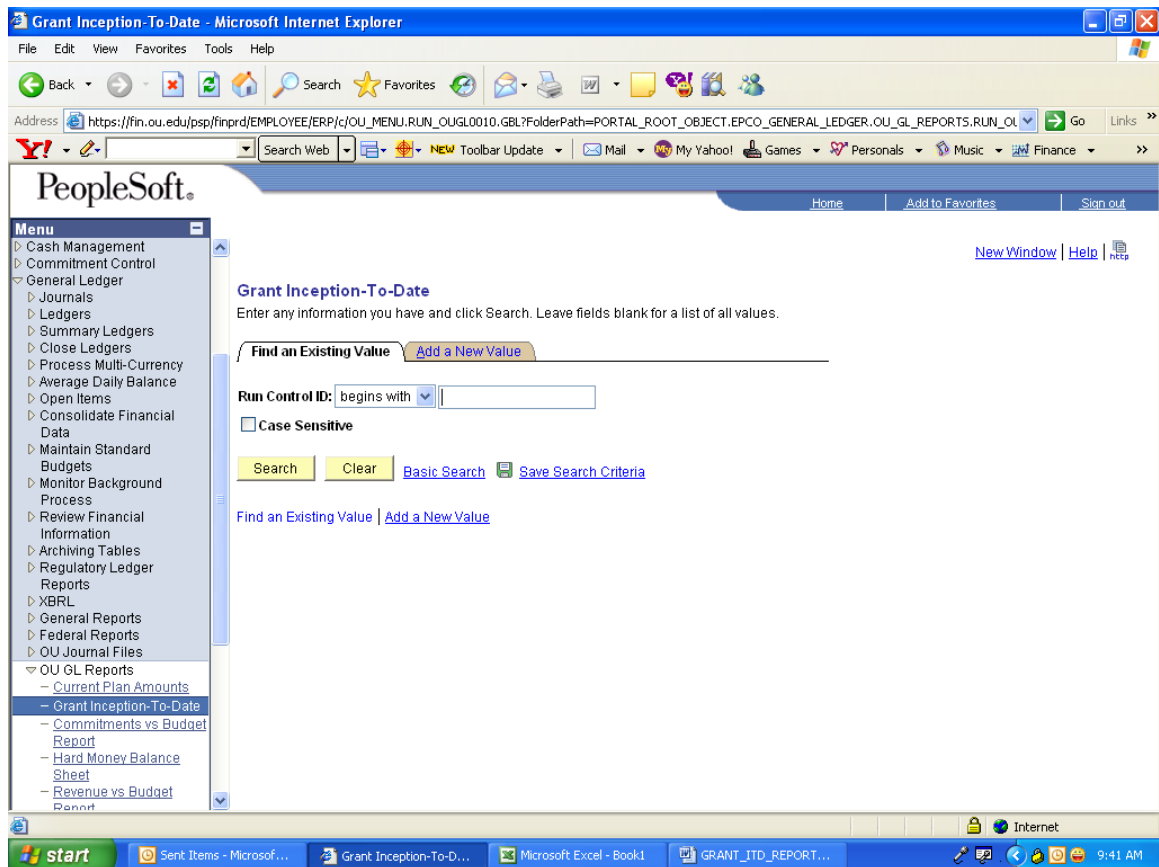 Grant Inception-To-Date - Microsoft Internet Explorer
File Edit View Favorites Tools Help
Back Search Favorites
Address https://fin.ou.edu/psp/finprd/EMPLOYEE/ERP/c/OU_MENU.RUN_OUGL0010.GBL?FolderPath=PORTAL_ROOT_OBJECT.EPCO_GENERAL_LEDGER.OU_GL_REPORTS.RUN_OU Go Links »
Y! Search Web NEW Toolbar Update Mail My Yahoo! Games Personals Music Finance »
PeopleSoft®
Home Add to Favorites Sign out
Menu
Cash Management
Commitment Control
General Ledger
Journals
Ledgers
Summary Ledgers
Close Ledgers
Process Multi-Currency
Average Daily Balance
Open Items
Consolidate Financial
Data
Maintain Standard
Budgets
Monitor Background
Process
Review Financial
Information
Archiving Tables
Regulatory Ledger
Reports
XBRL
General Reports
Federal Reports
OU Journal Files
OU GL Reports
– Current Plan Amounts
– Grant Inception-To-Date
– Commitments vs Budget
Report
– Hard Money Balance
Sheet
– Revenue vs Budget
Report
New Window | Help | http
Grant Inception-To-Date
Enter any information you have and click Search. Leave fields blank for a list of all values.
Find an Existing Value Add a New Value
Run Control ID: begins with
Case Sensitive
Search Clear Basic Search Save Search Criteria
Find an Existing Value | Add a New Value
Internet
start Sent Items - Microsof... Grant Inception-To-D... Microsoft Excel - Book1 GRANT_ITD_REPORT... 9:41 AM